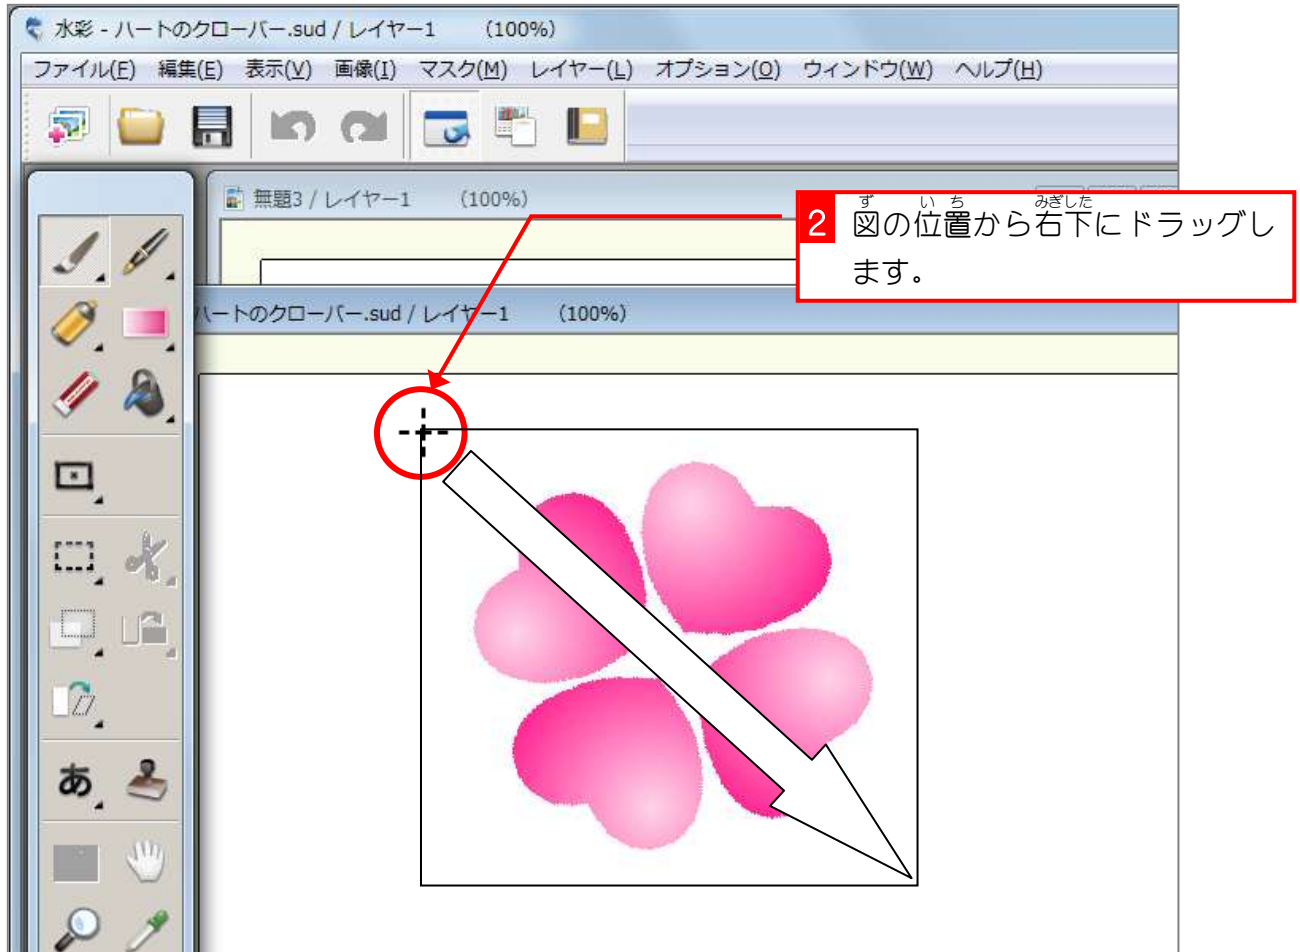 水彩 - ハートのクローバー.sud / レイヤー1 (100%)
ファイル(F) 編集(E) 表示(V) 画像(I) マスク(M) レイヤー(L) オプション(O) ウィンドウ(W) ヘルプ(H)
無題3 / レイヤー1 (100%)
ず いち みぎした
2 図の位置から右下にドラッグし
ます。
ハートのクローバー.sud / レイヤー1 (100%)
あ